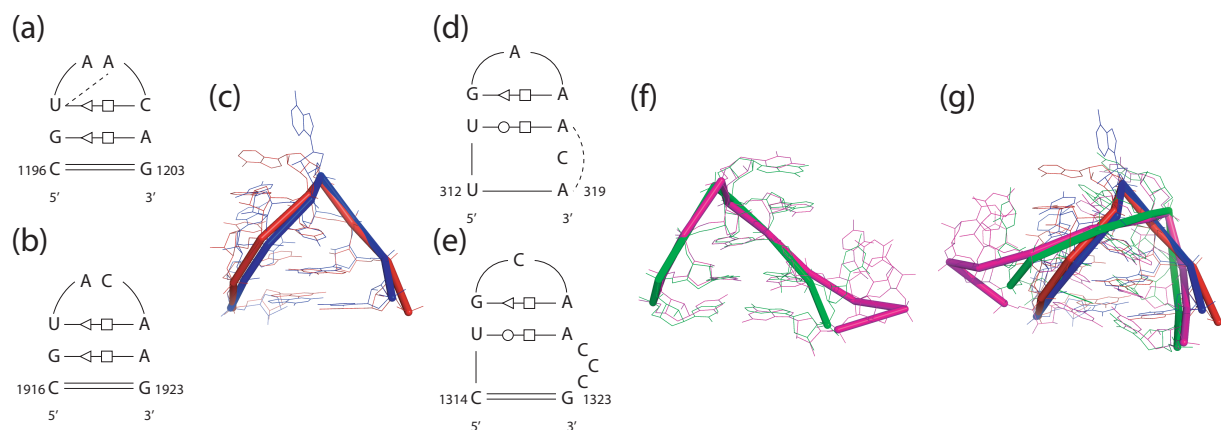 (a)
A A
U C
G A
1196 C G 1203
5′ 3′
(b)
A C
U A
G A
1916 C G 1923
5′ 3′
(c)
(d)
A
G A
U A
C
312 U A 319
5′ 3′
(e)
C
G A
U A
C
C
C
1314 C G 1323
5′ 3′
(f)
(g)